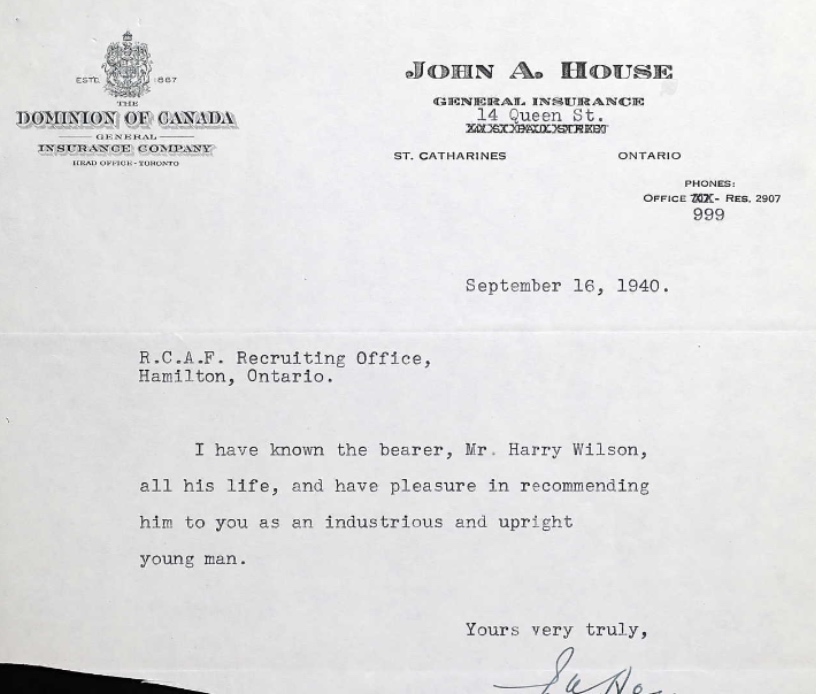 ESTD 1887
THE
DOMINION OF CANADA
GENERAL
INSURANCE COMPANY
HEAD OFFICE - TORONTO
JOHN A. HOUSE
GENERAL INSURANCE
14 Queen St.
ST. CATHARINES ONTARIO
PHONES:
OFFICE - RES. 2907
999
September 16, 1940.
R.C.A.F. Recruiting Office,
Hamilton, Ontario.
I have known the bearer, Mr. Harry Wilson,
all his life, and have pleasure in recommending
him to you as an industrious and upright
young man.
Yours very truly,